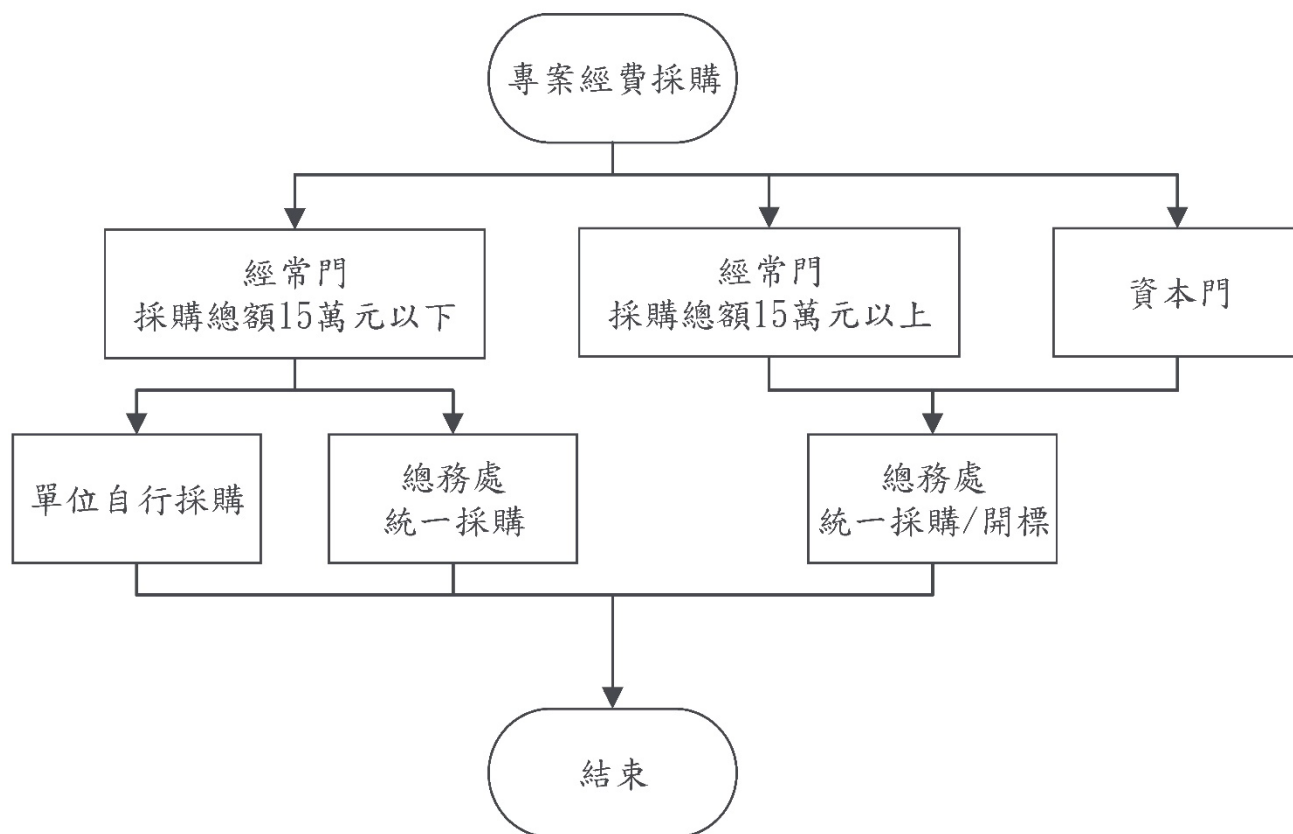 專案經費採購
經常門
採購總額15萬元以下
經常門
採購總額15萬元以上
資本門
單位自行採購
總務處
統一採購
總務處
統一採購/開標
結束